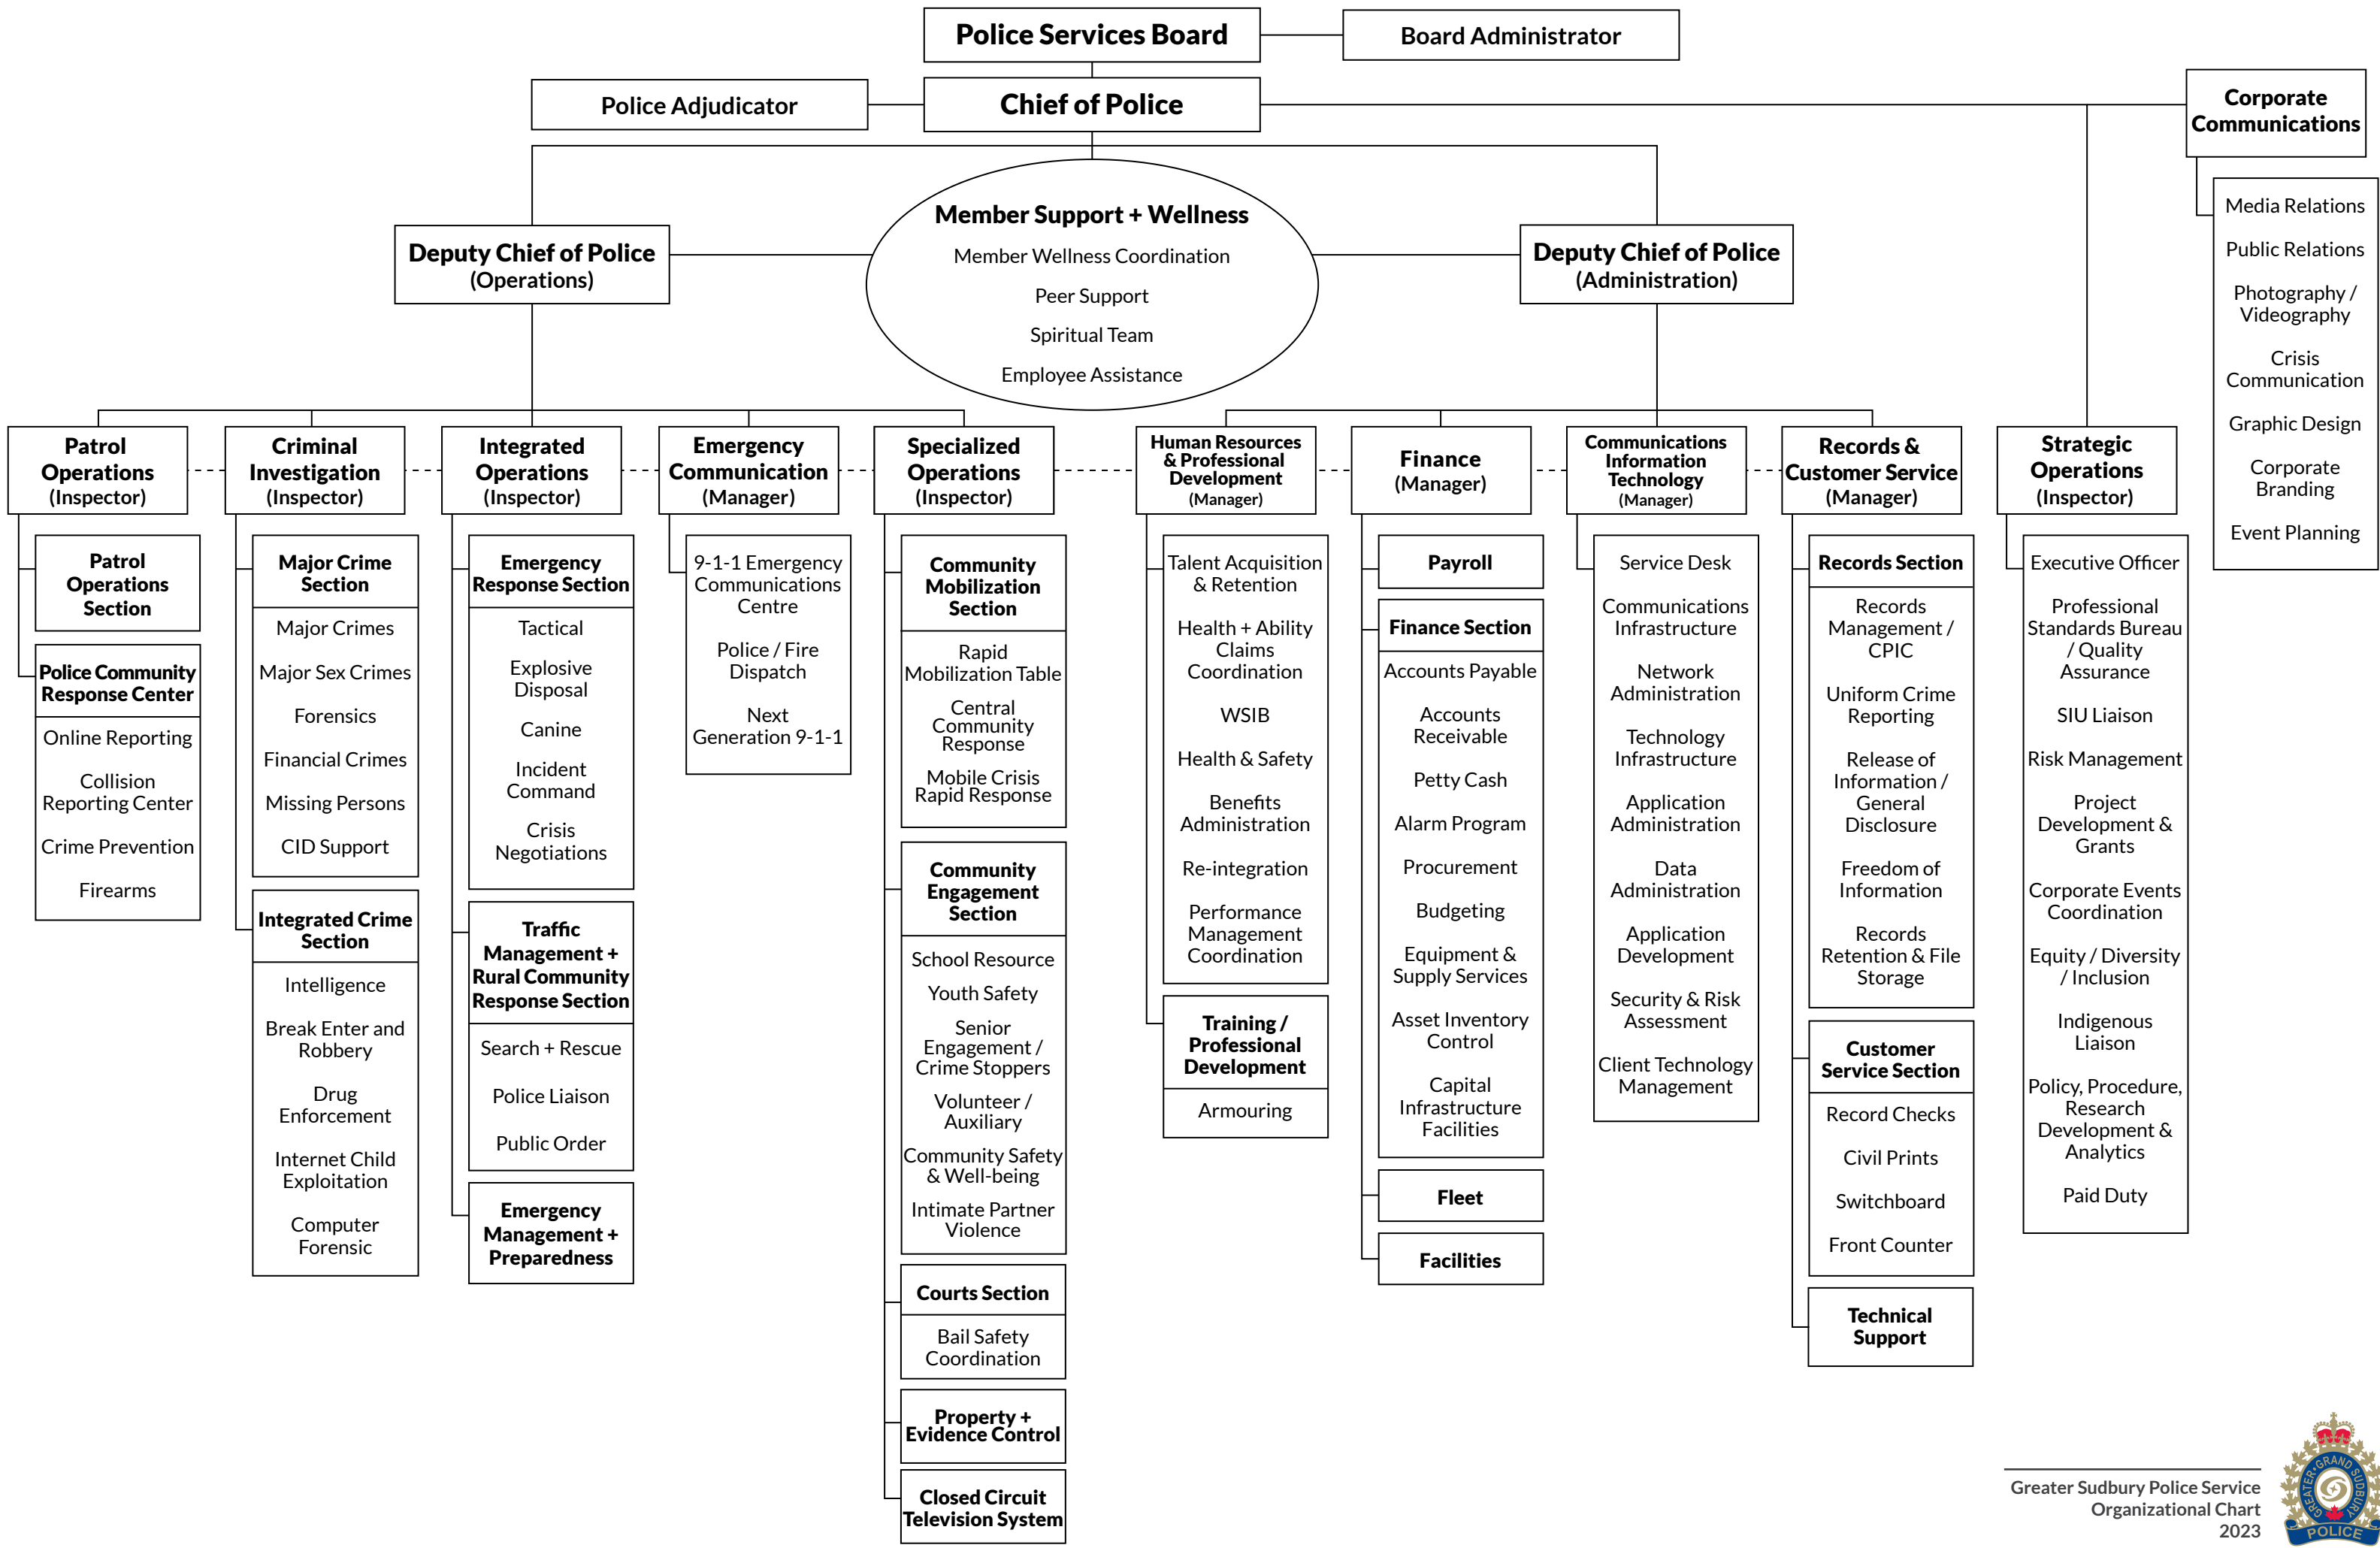 Police Services Board
Board Administrator
Police Adjudicator
Chief of Police
Corporate
Communications
Media Relations
Public Relations
Photography /
Videography
Crisis
Communication
Graphic Design
Corporate
Branding
Event Planning
Member Support + Wellness
Member Wellness Coordination
Peer Support
Spiritual Team
Employee Assistance
Deputy Chief of Police
(Operations)
Deputy Chief of Police
(Administration)
Patrol
Operations
(Inspector)
Patrol
Operations
Section
Police Community
Response Center
Online Reporting
Collision
Reporting Center
Crime Prevention
Firearms
Criminal
Investigation
(Inspector)
Major Crime
Section
Major Crimes
Major Sex Crimes
Forensics
Financial Crimes
Missing Persons
CID Support
Integrated Crime
Section
Intelligence
Break Enter and
Robbery
Drug
Enforcement
Internet Child
Exploitation
Computer
Forensic
Integrated
Operations
(Inspector)
Emergency
Response Section
Tactical
Explosive
Disposal
Canine
Incident
Command
Crisis
Negotiations
Traffic
Management +
Rural Community
Response Section
Search + Rescue
Police Liaison
Public Order
Emergency
Management +
Preparedness
Emergency
Communication
(Manager)
9-1-1 Emergency
Communications
Centre
Police / Fire
Dispatch
Next
Generation 9-1-1
Specialized
Operations
(Inspector)
Community
Mobilization
Section
Rapid
Mobilization Table
Central
Community
Response
Mobile Crisis
Rapid Response
Community
Engagement
Section
School Resource
Youth Safety
Senior
Engagement /
Crime Stoppers
Volunteer /
Auxiliary
Community Safety
& Well-being
Intimate Partner
Violence
Courts Section
Bail Safety
Coordination
Property +
Evidence Control
Closed Circuit
Television System
Human Resources
& Professional
Development
(Manager)
Talent Acquisition
& Retention
Health + Ability
Claims
Coordination
WSIB
Health & Safety
Benefits
Administration
Re-integration
Performance
Management
Coordination
Training /
Professional
Development
Armouring
Finance
(Manager)
Payroll
Finance Section
Accounts Payable
Accounts
Receivable
Petty Cash
Alarm Program
Procurement
Budgeting
Equipment &
Supply Services
Asset Inventory
Control
Capital
Infrastructure
Facilities
Fleet
Facilities
Communications
Information
Technology
(Manager)
Service Desk
Communications
Infrastructure
Network
Administration
Technology
Infrastructure
Application
Administration
Data
Administration
Application
Development
Security & Risk
Assessment
Client Technology
Management
Records &
Customer Service
(Manager)
Records Section
Records
Management /
CPIC
Uniform Crime
Reporting
Release of
Information /
General
Disclosure
Freedom of
Information
Records
Retention & File
Storage
Customer
Service Section
Record Checks
Civil Prints
Switchboard
Front Counter
Technical
Support
Strategic
Operations
(Inspector)
Executive Officer
Professional
Standards Bureau
/ Quality
Assurance
SIU Liaison
Risk Management
Project
Development &
Grants
Corporate Events
Coordination
Equity / Diversity
/ Inclusion
Indigenous
Liaison
Policy, Procedure,
Research
Development &
Analytics
Paid Duty
Greater Sudbury Police Service
Organizational Chart
2023
GREATER • GRAND SUDBURY
POLICE